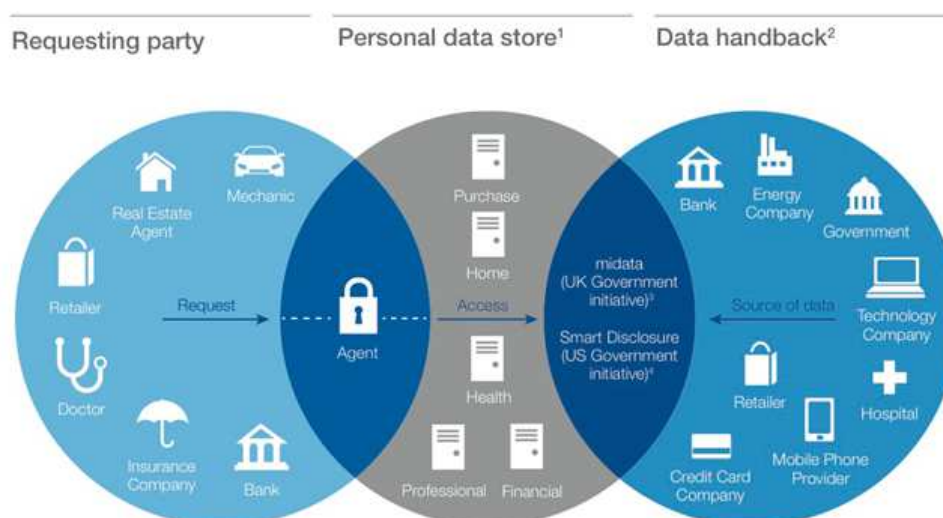 Requesting party
Personal data store¹
Data handback²
Mechanic
Real Estate
Agent
Retailer
Request
Doctor
Insurance
Company
Bank
Agent
Purchase
Home
Access
Health
Professional
Financial
midata
(UK Government
initiative)³
Smart Disclosure
(US Government
initiative)⁴
Bank
Energy
Company
Government
Source of data
Technology
Company
Retailer
Hospital
Mobile Phone
Provider
Credit Card
Company